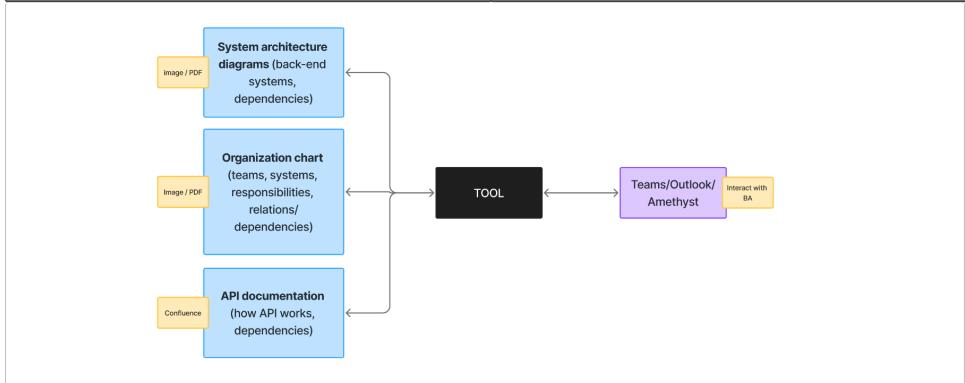 System architecture
diagrams (back-end
systems,
dependencies)
image / PDF
Organization chart
(teams, systems,
responsibilities,
relations/
dependencies)
Image / PDF
API documentation
(how API works,
dependencies)
Confluence
TOOL
Teams/Outlook/
Amethyst
Interact with
BA